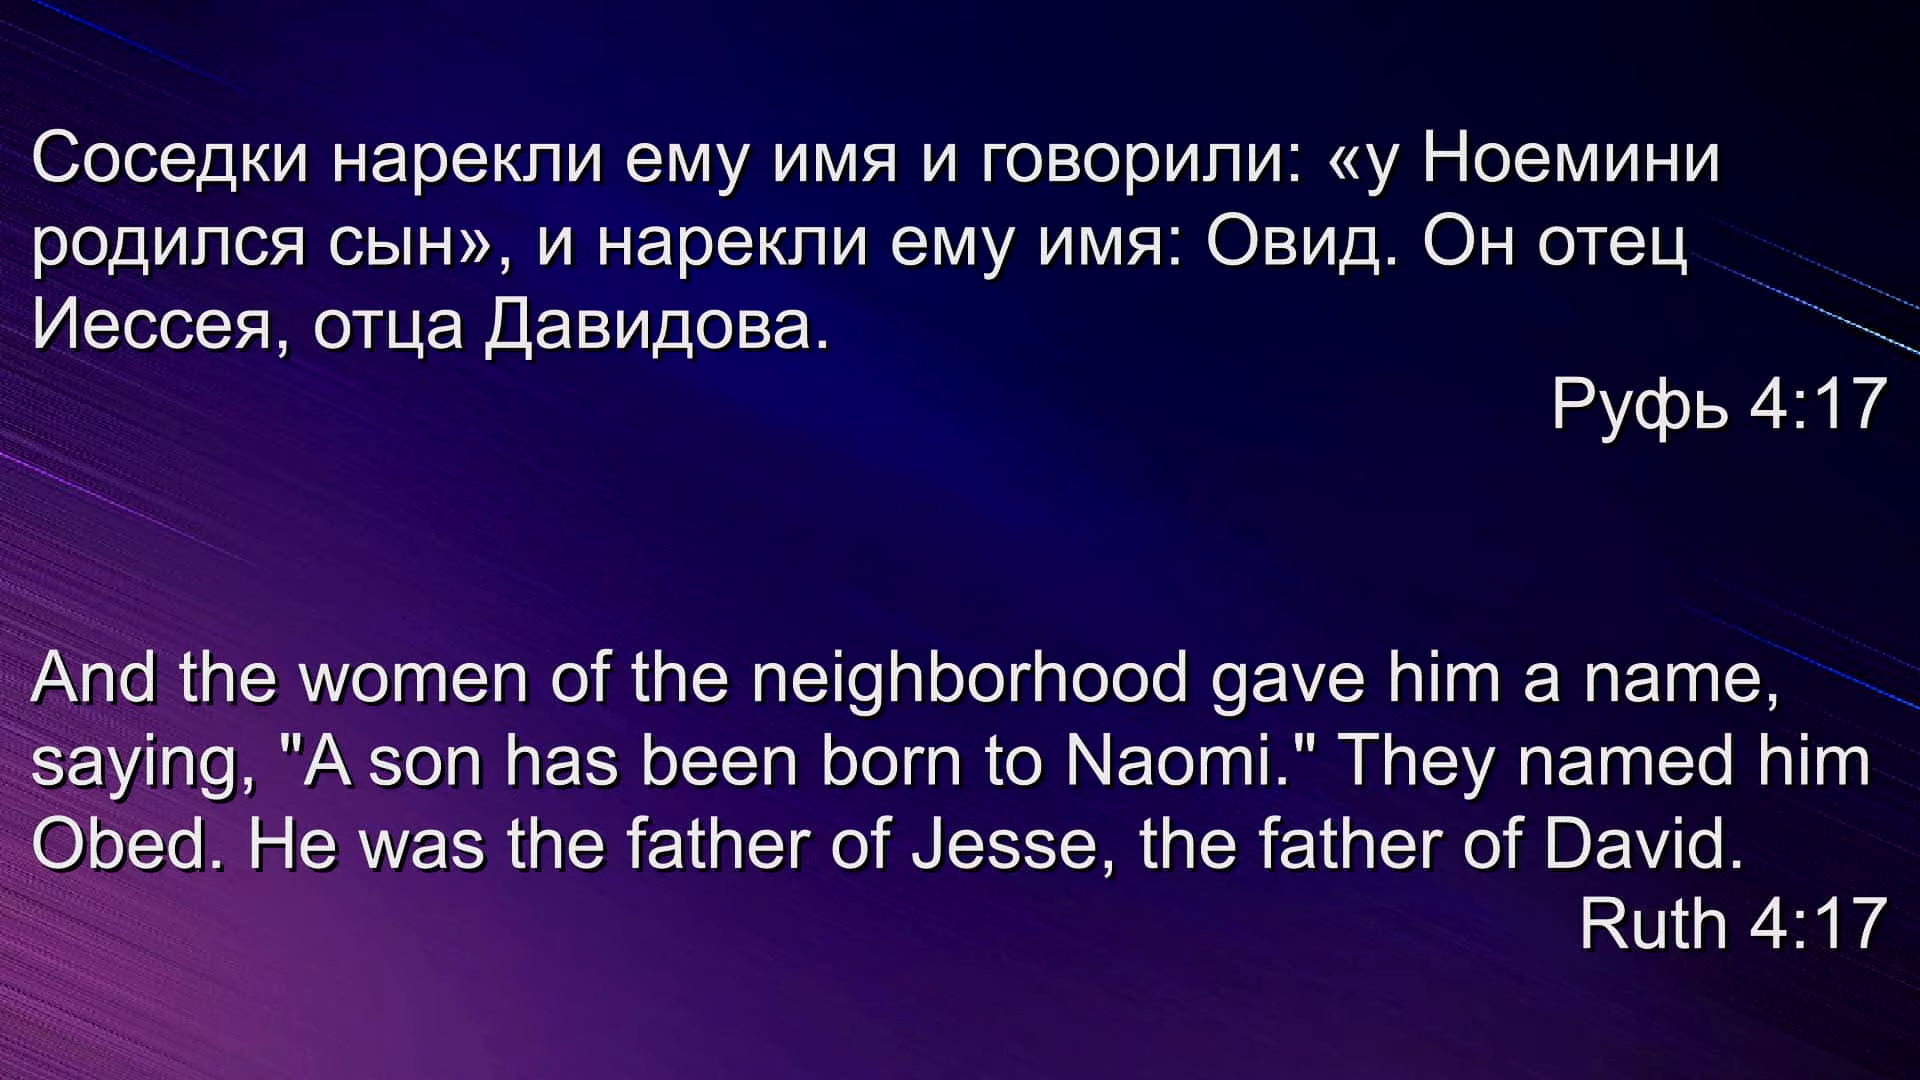 Соседки нарекли ему имя и говорили: «у Ноемини
родился сын», и нарекли ему имя: Овид. Он отец
Иессея, отца Давидова.
Руфь 4:17
And the women of the neighborhood gave him a name,
saying, "A son has been born to Naomi." They named him
Obed. He was the father of Jesse, the father of David.
Ruth 4:17